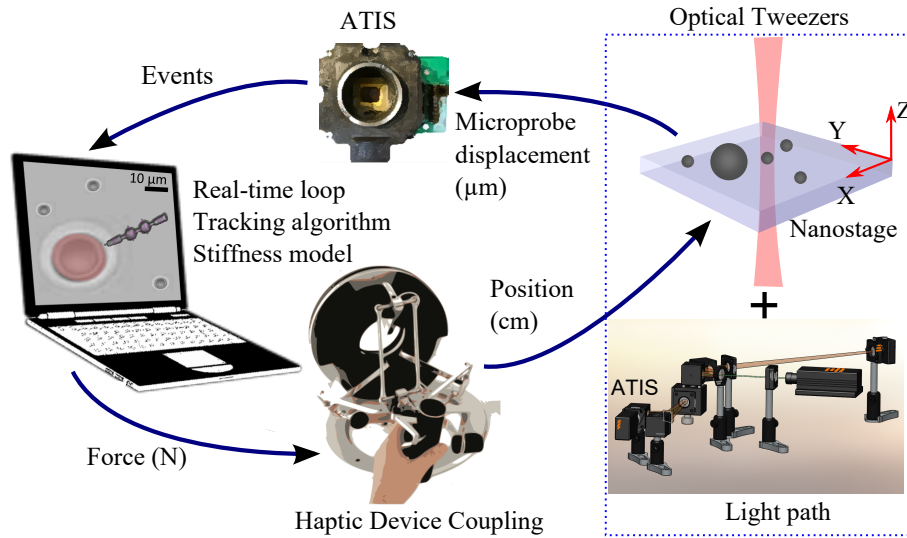 ATIS
Optical Tweezers
Events
Microprobe
displacement
(µm)
Z
Y
X
Nanostage
10 µm
Real-time loop
Tracking algorithm
Stiffness model
Position
(cm)
+
ATIS
Force (N)
Haptic Device Coupling
Light path